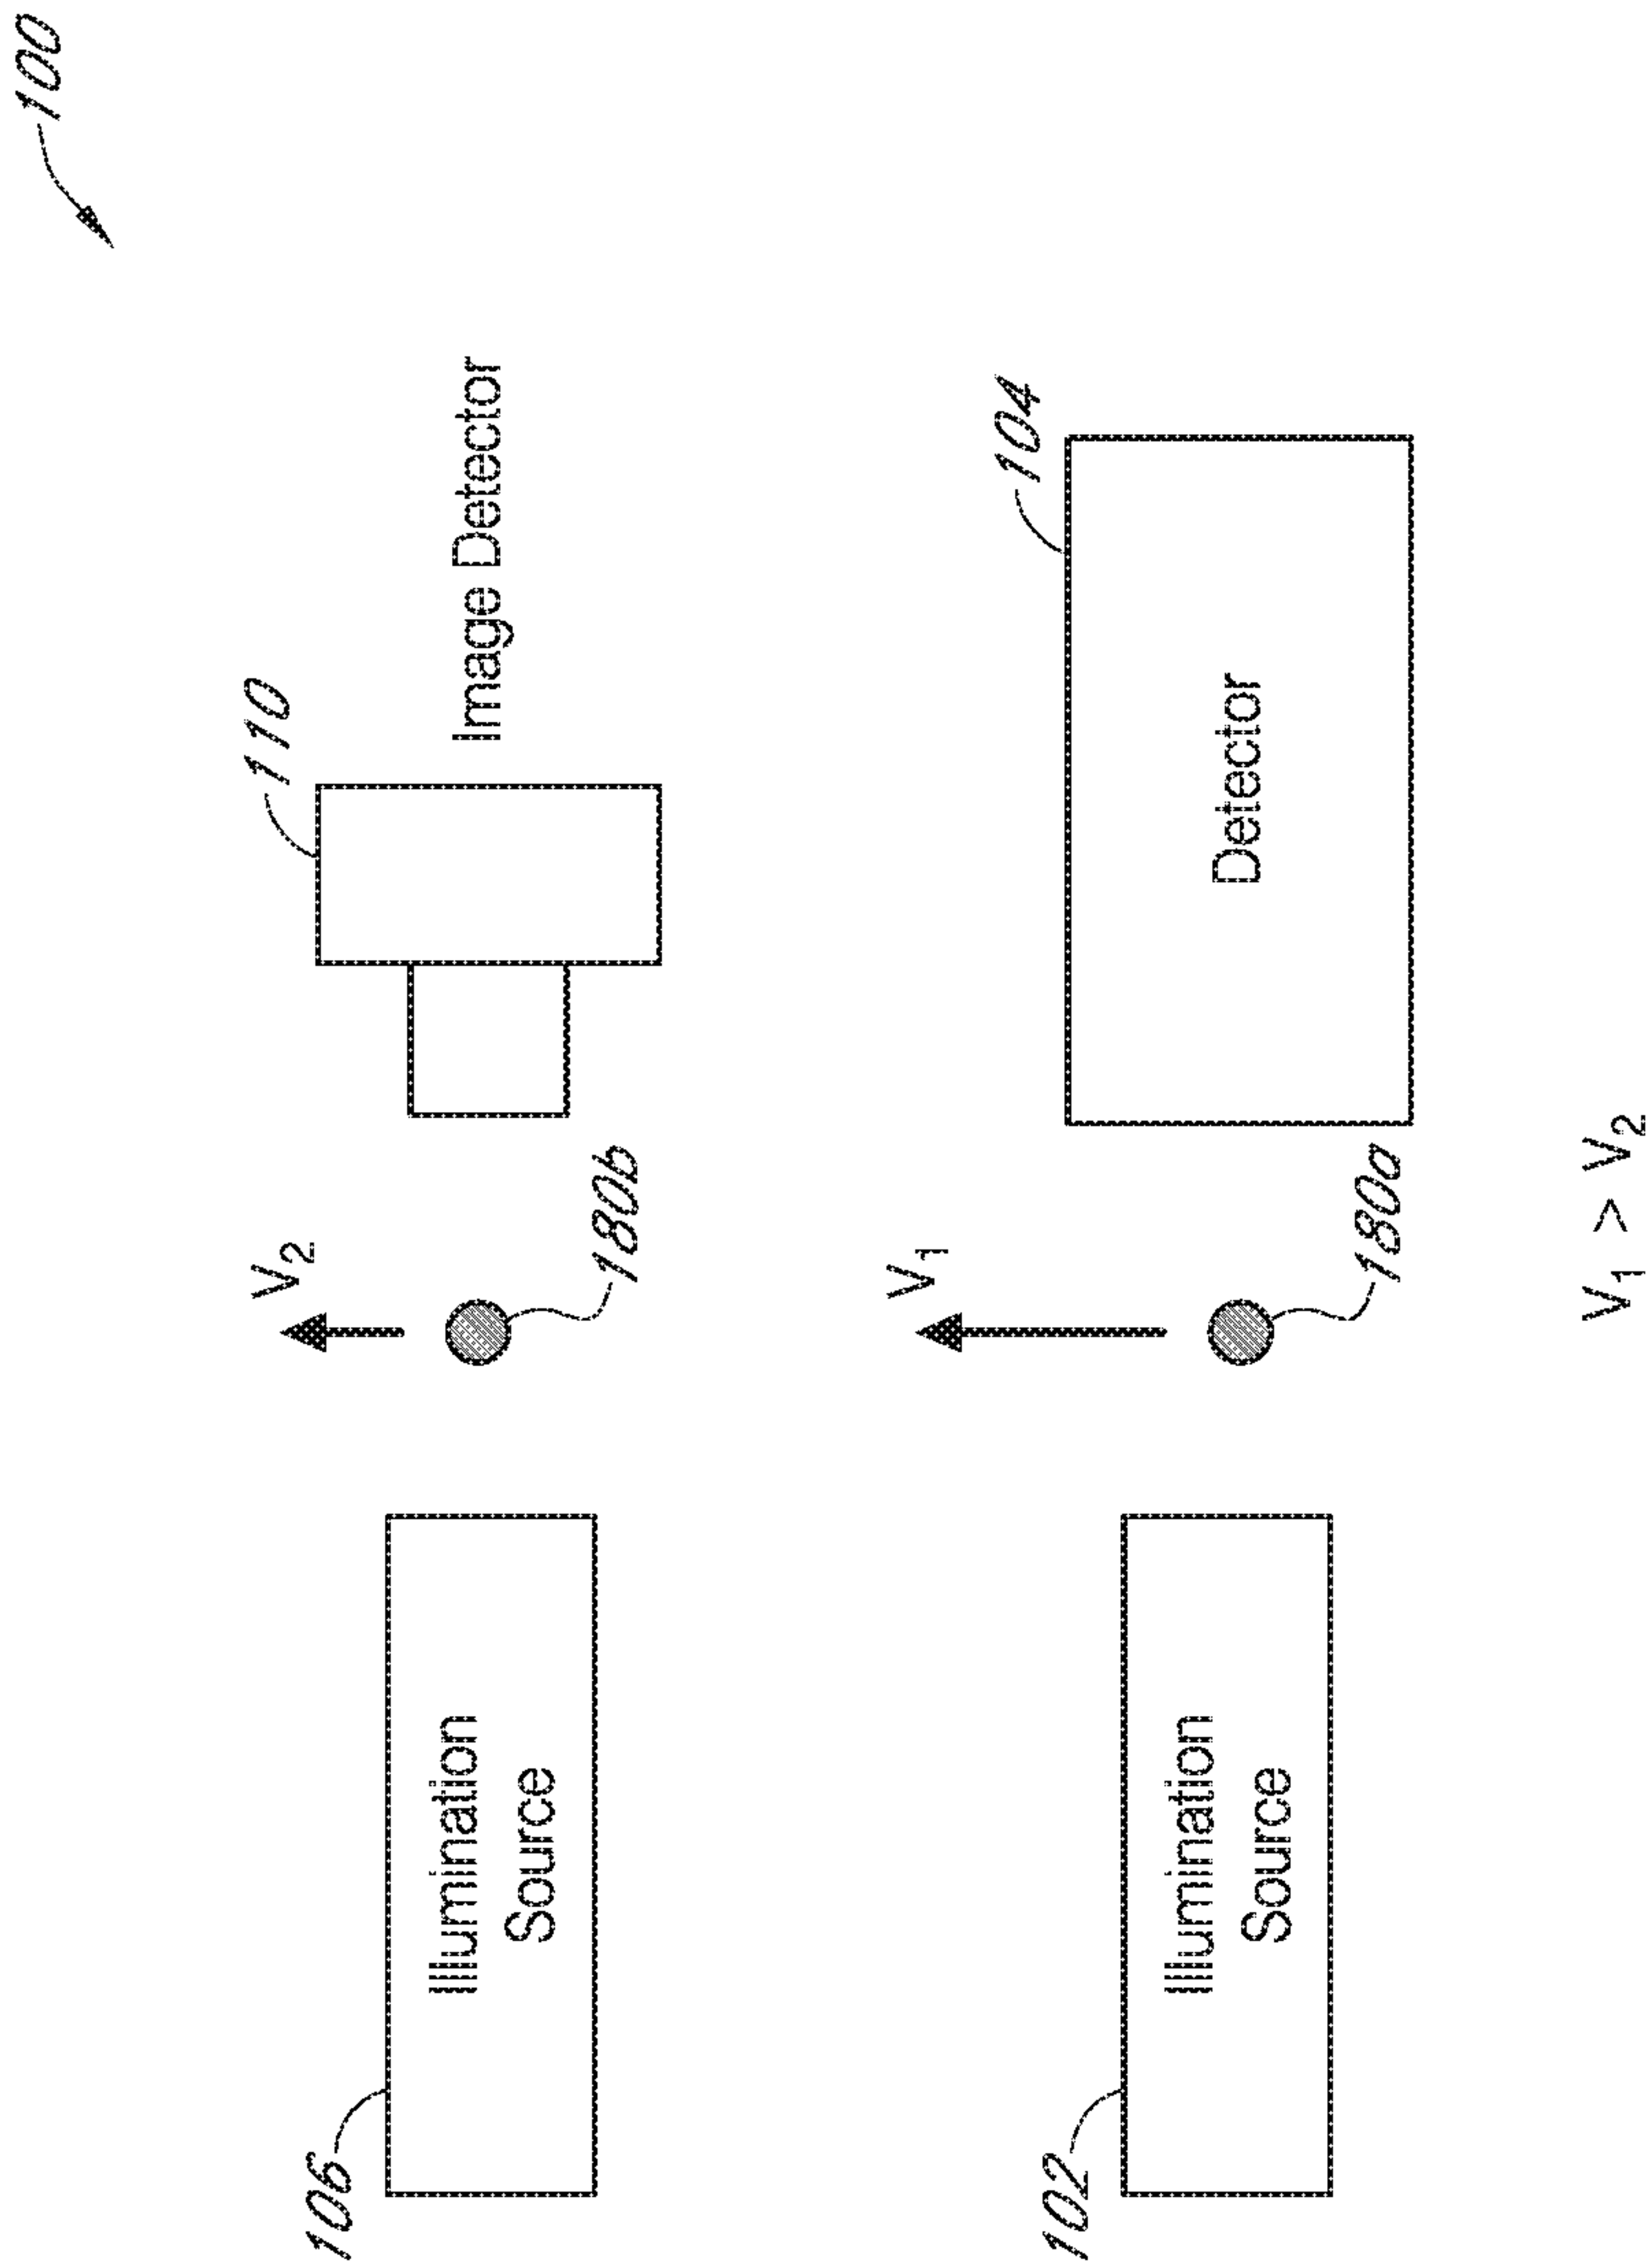 100
110
Image Detector
V2
180b
106
Illumination
Source
104
Detector
V1
180a
102
Illumination
Source
V1 > V2